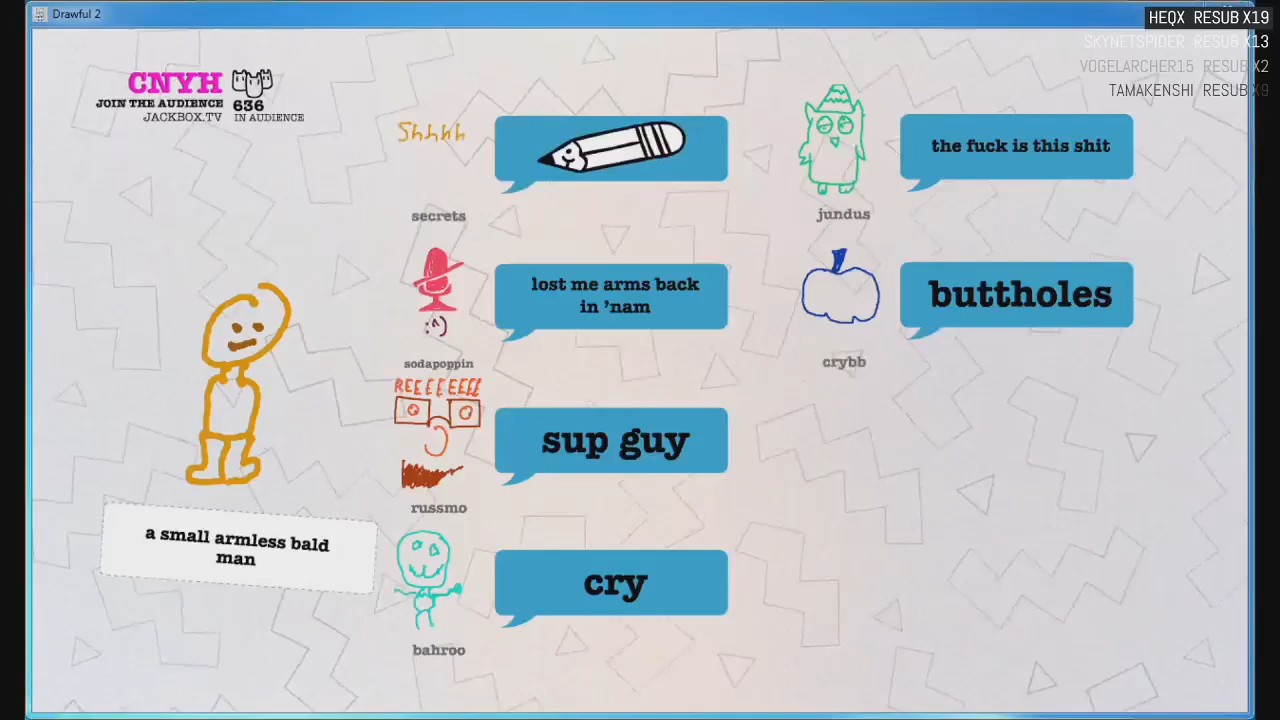 Drawful 2
HEQX RESUB X19
SKYNETSPIDER RESUB X13
VOGELARCHER15 RESUB X2
TAMAKENSHI RESUB X9
CNYH
JOIN THE AUDIENCE
JACKBOX.TV
636
IN AUDIENCE
Shhhh
secrets
the fuck is this shit
jundus
lost me arms back
in 'nam
:^)
sodapoppin
buttholes
crybb
REEEEEEE
sup guy
russmo
a small armless bald
man
cry
bahroo